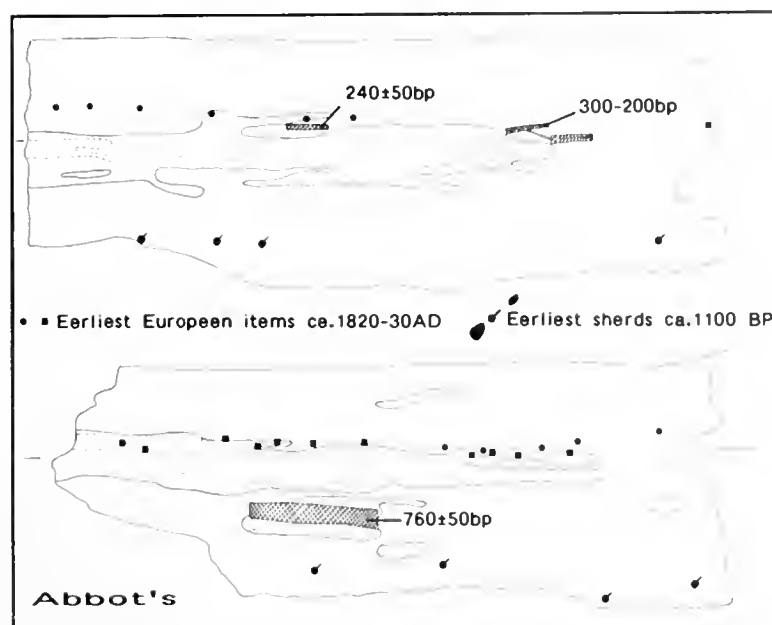 240±50bp
300-200bp
Eerliest Europeen items ce.1820-30AD
Eerliest sherds ca.1100 BP
760±50bp
Abbot's